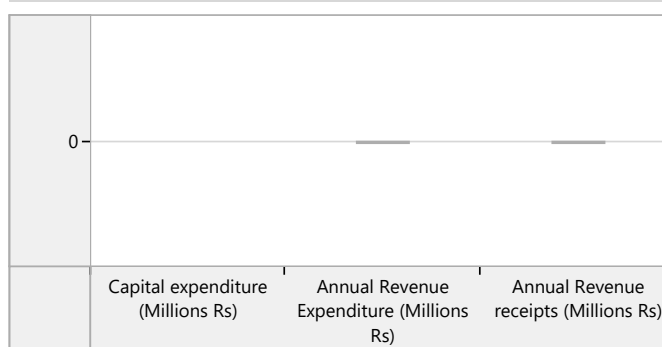 0
Capital expenditure
(Millions Rs)
Annual Revenue
Expenditure (Millions
Rs)
Annual Revenue
receipts (Millions Rs)